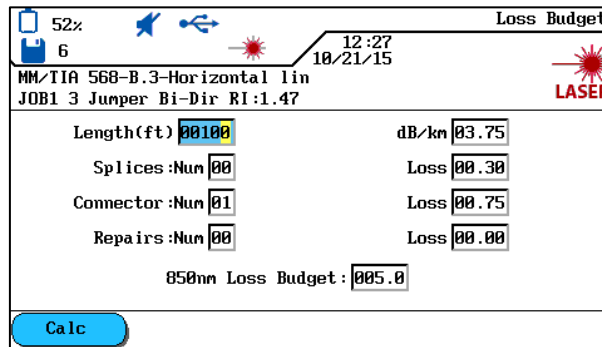 52% Loss Budget
6 12:27
10/21/15
MM/TIA 568-B.3-Horizontal lin
JOB1 3 Jumper Bi-Dir RI:1.47
LASER
Length(ft) 00100 dB/km 03.75
Splices:Num 00 Loss 00.30
Connector:Num 01 Loss 00.75
Repairs:Num 00 Loss 00.00
850nm Loss Budget: 005.0
Calc